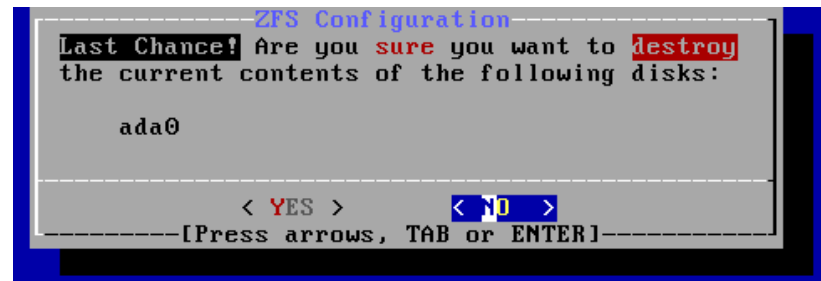 ZFS Configuration
Last Chance! Are you sure you want to destroy
the current contents of the following disks:
ada0
< YES > < NO >
[Press arrows, TAB or ENTER]